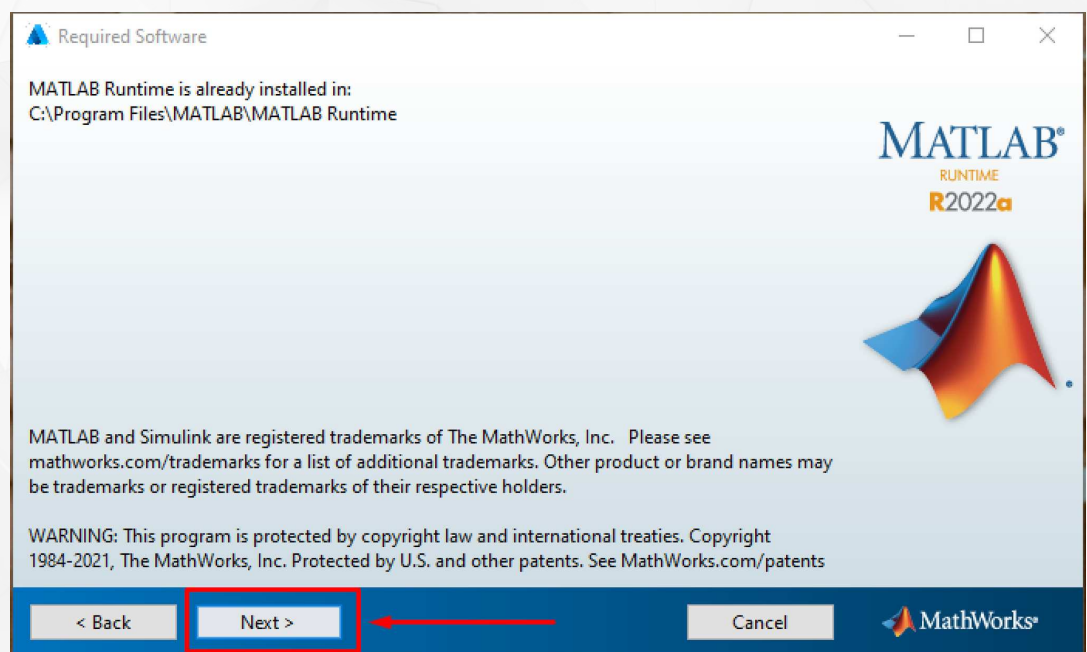 Required Software
MATLAB Runtime is already installed in:
C:\Program Files\MATLAB\MATLAB Runtime
MATLAB®
RUNTIME
R2022a
MATLAB and Simulink are registered trademarks of The MathWorks, Inc.   Please see
mathworks.com/trademarks for a list of additional trademarks. Other product or brand names may
be trademarks or registered trademarks of their respective holders.
WARNING: This program is protected by copyright law and international treaties. Copyright
1984-2021, The MathWorks, Inc. Protected by U.S. and other patents. See MathWorks.com/patents
< Back Next > Cancel MathWorks®